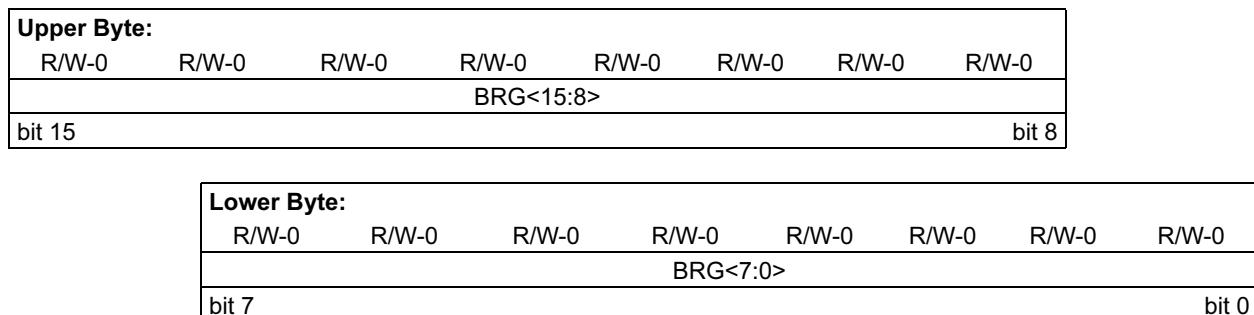 Upper Byte:
R/W-0 R/W-0 R/W-0 R/W-0 R/W-0 R/W-0 R/W-0 R/W-0
BRG<15:8>
bit 15 bit 8
Lower Byte:
R/W-0 R/W-0 R/W-0 R/W-0 R/W-0 R/W-0 R/W-0 R/W-0
BRG<7:0>
bit 7 bit 0